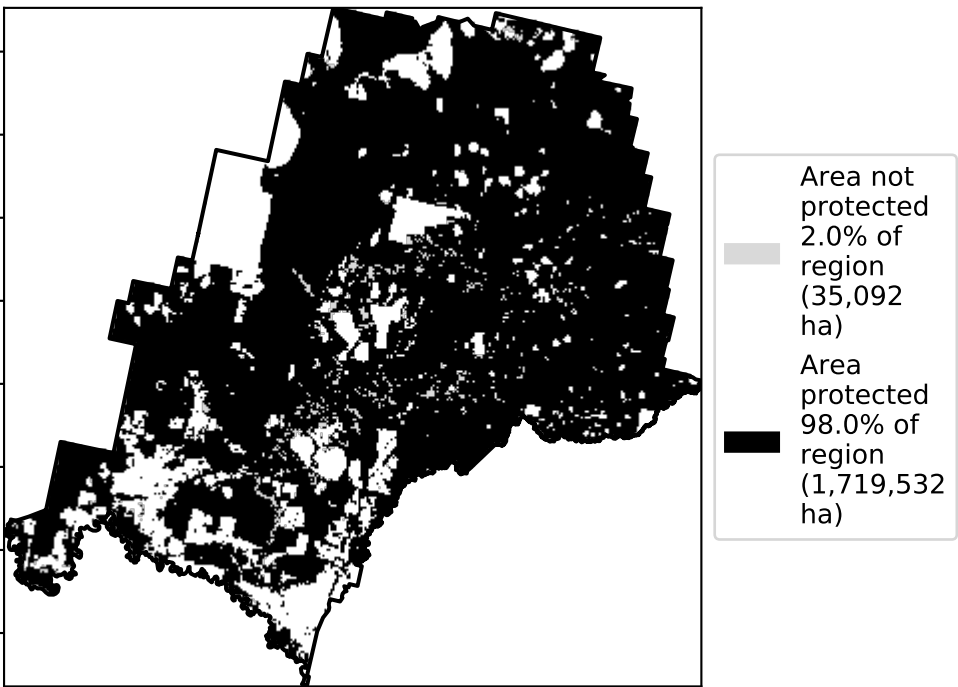 Area not
protected
2.0% of
region
(35,092
ha)
Area
protected
98.0% of
region
(1,719,532
ha)